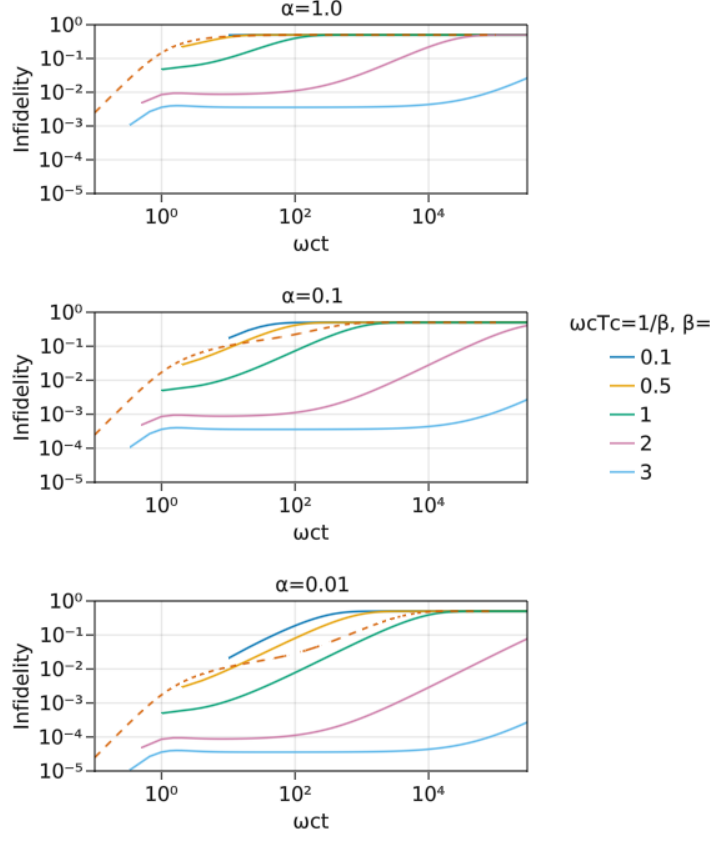 α=1.0
Infidelity
10⁰
10⁻¹
10⁻²
10⁻³
10⁻⁴
10⁻⁵
10⁰ 10² 10⁴
ωct
α=0.1
Infidelity
10⁰
10⁻¹
10⁻²
10⁻³
10⁻⁴
10⁻⁵
10⁰ 10² 10⁴
ωct
ωcTc=1/β, β=
0.1
0.5
1
2
3
α=0.01
Infidelity
10⁰
10⁻¹
10⁻²
10⁻³
10⁻⁴
10⁻⁵
10⁰ 10² 10⁴
ωct